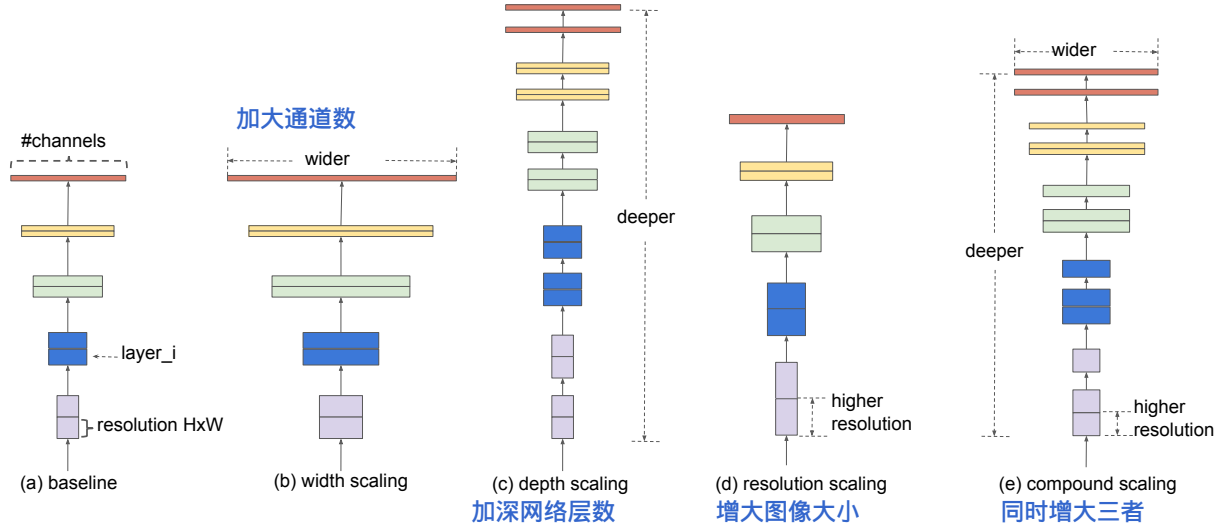 加大通道数
#channels
wider
layer_i
resolution HxW
(a) baseline
(b) width scaling
deeper
(c) depth scaling
加深网络层数
higher
resolution
(d) resolution scaling
增大图像大小
wider
deeper
higher
resolution
(e) compound scaling
同时增大三者